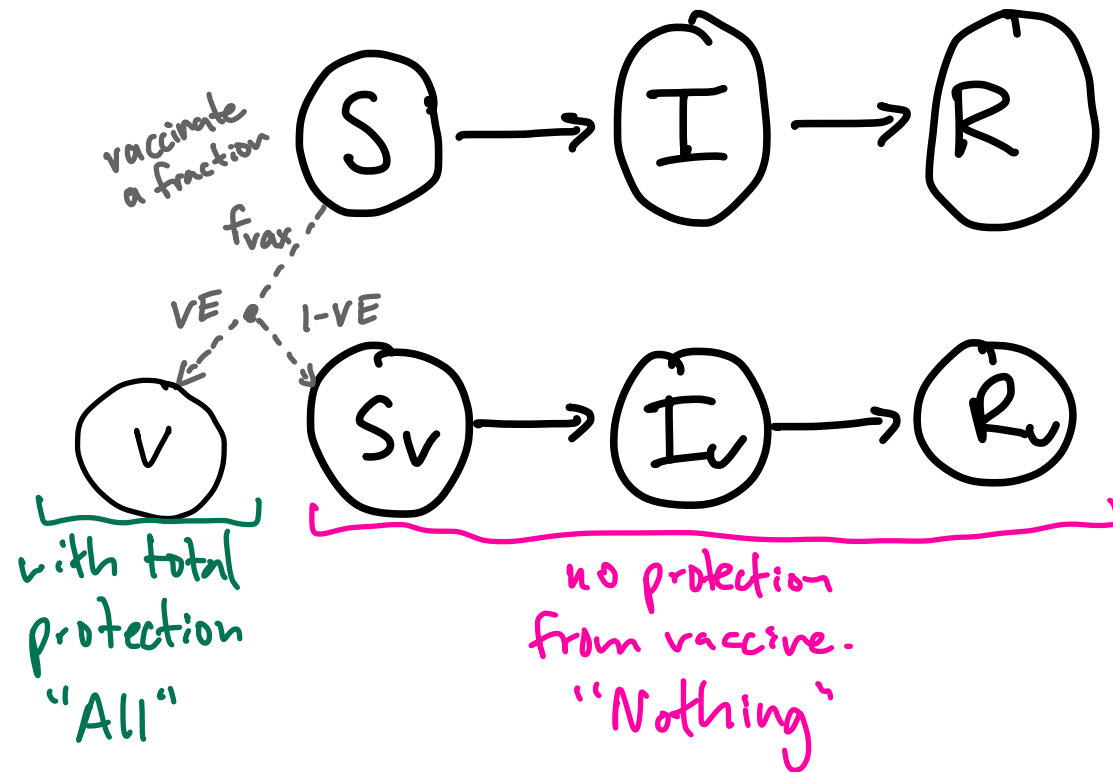 S
I
R
vaccinate
a fraction
fvax
VE
1-VE
V
Sv
Iv
Rv
with total
protection
"All"
no protection
from vaccine.
"Nothing"